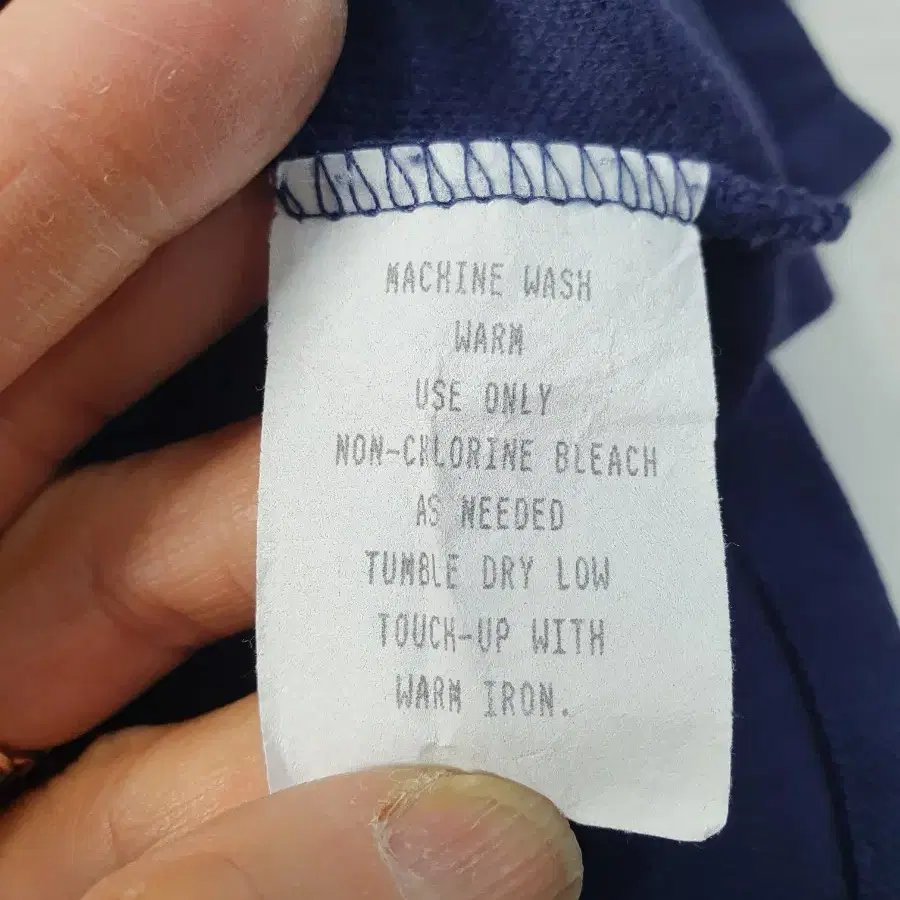 MACHINE WASH
WARM
USE ONLY
NON-CHLORINE BLEACH
AS NEEDED
TUMBLE DRY LOW
TOUCH-UP WITH
WARM IRON.